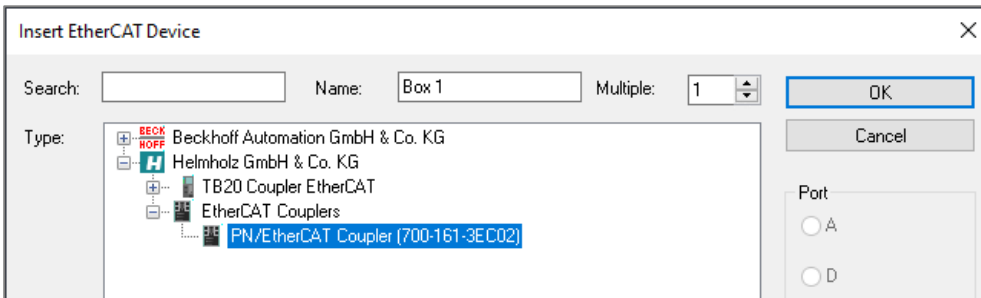 Insert EtherCAT Device
Search: Name: Box 1 Multiple: 1 OK
Type: BECK HOFF Beckhoff Automation GmbH & Co. KG Cancel
H Helmholz GmbH & Co. KG
TB20 Coupler EtherCAT
EtherCAT Couplers
PN/EtherCAT Coupler (700-161-3EC02)
Port
A
D